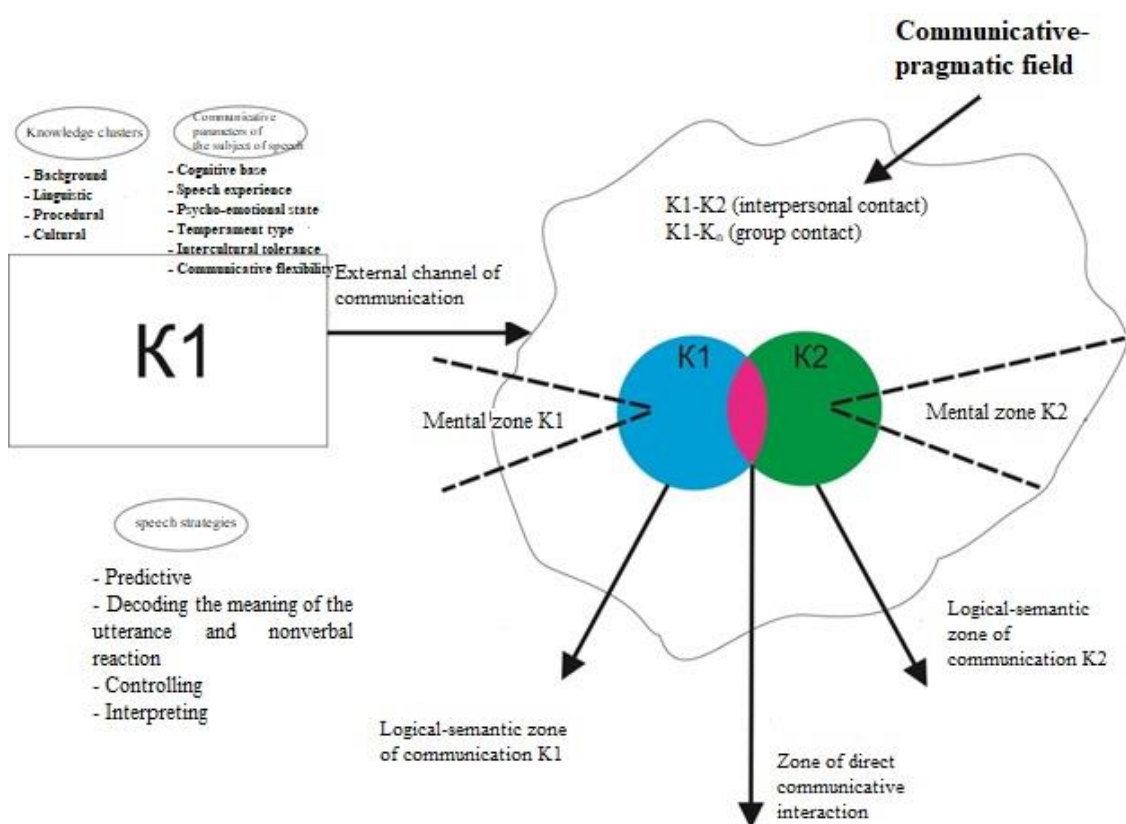 Communicative-
pragmatic field
Knowledge clusters
- Background
- Linguistic
- Procedural
- Cultural
Communicative
parameters of
the subject of speech
- Cognitive base
- Speech experience
- Psycho-emotional state
- Temperament type
- Intercultural tolerance
- Communicative flexibility
K1-K2 (interpersonal contact)
K1-Kn (group contact)
External channel of
communication
К1
К1
К2
Mental zone K1
Mental zone K2
speech strategies
- Predictive
- Decoding the meaning of the
utterance and nonverbal
reaction
- Controlling
- Interpreting
Logical-semantic
zone of
communication K2
Logical-semantic zone
of communication K1
Zone of direct
communicative
interaction